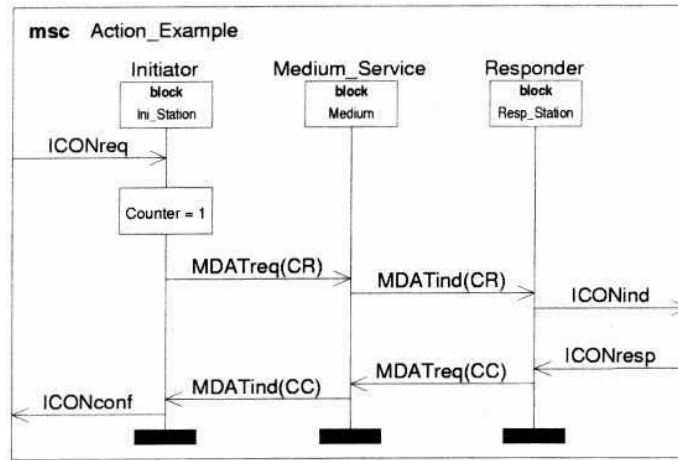 msc Action_Example
Initiator Medium_Service Responder
block block block
Ini_Station Medium Resp_Station
ICONreq
Counter = 1
MDATreq(CR)
MDATind(CR)
ICONind
ICONresp
MDATreq(CC)
MDATind(CC)
ICONconf